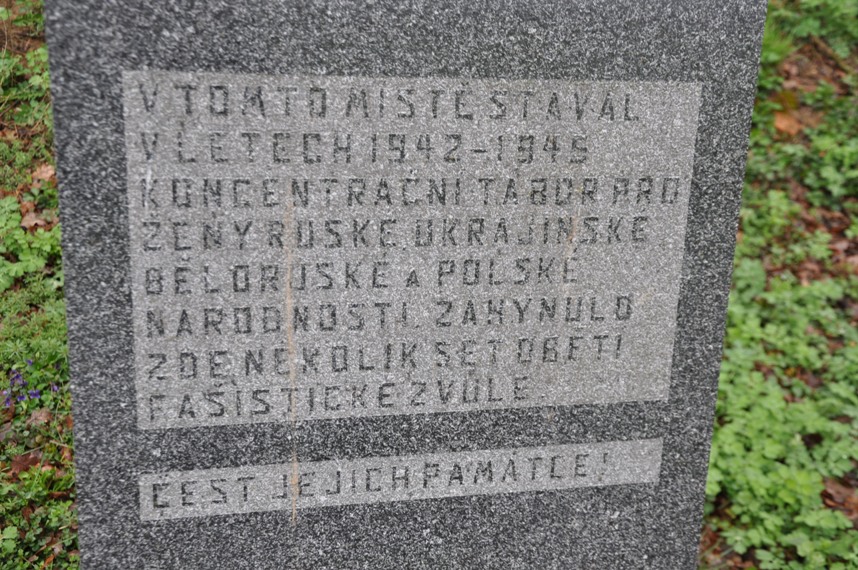 V TOMTO MÍSTĚ STÁVAL
V LETECH 1942-1945
KONCENTRAČNÍ TÁBOR PRO
ŽENY RUSKÉ, UKRAJINSKÉ
BĚLORUSKÉ A POLSKÉ
NÁRODNOSTI. ZAHYNULO
ZDE NĚKOLIK SET OBĚTÍ
FAŠISTICKÉ ZVŮLE.
ČEST JEJICH PAMÁTCE!